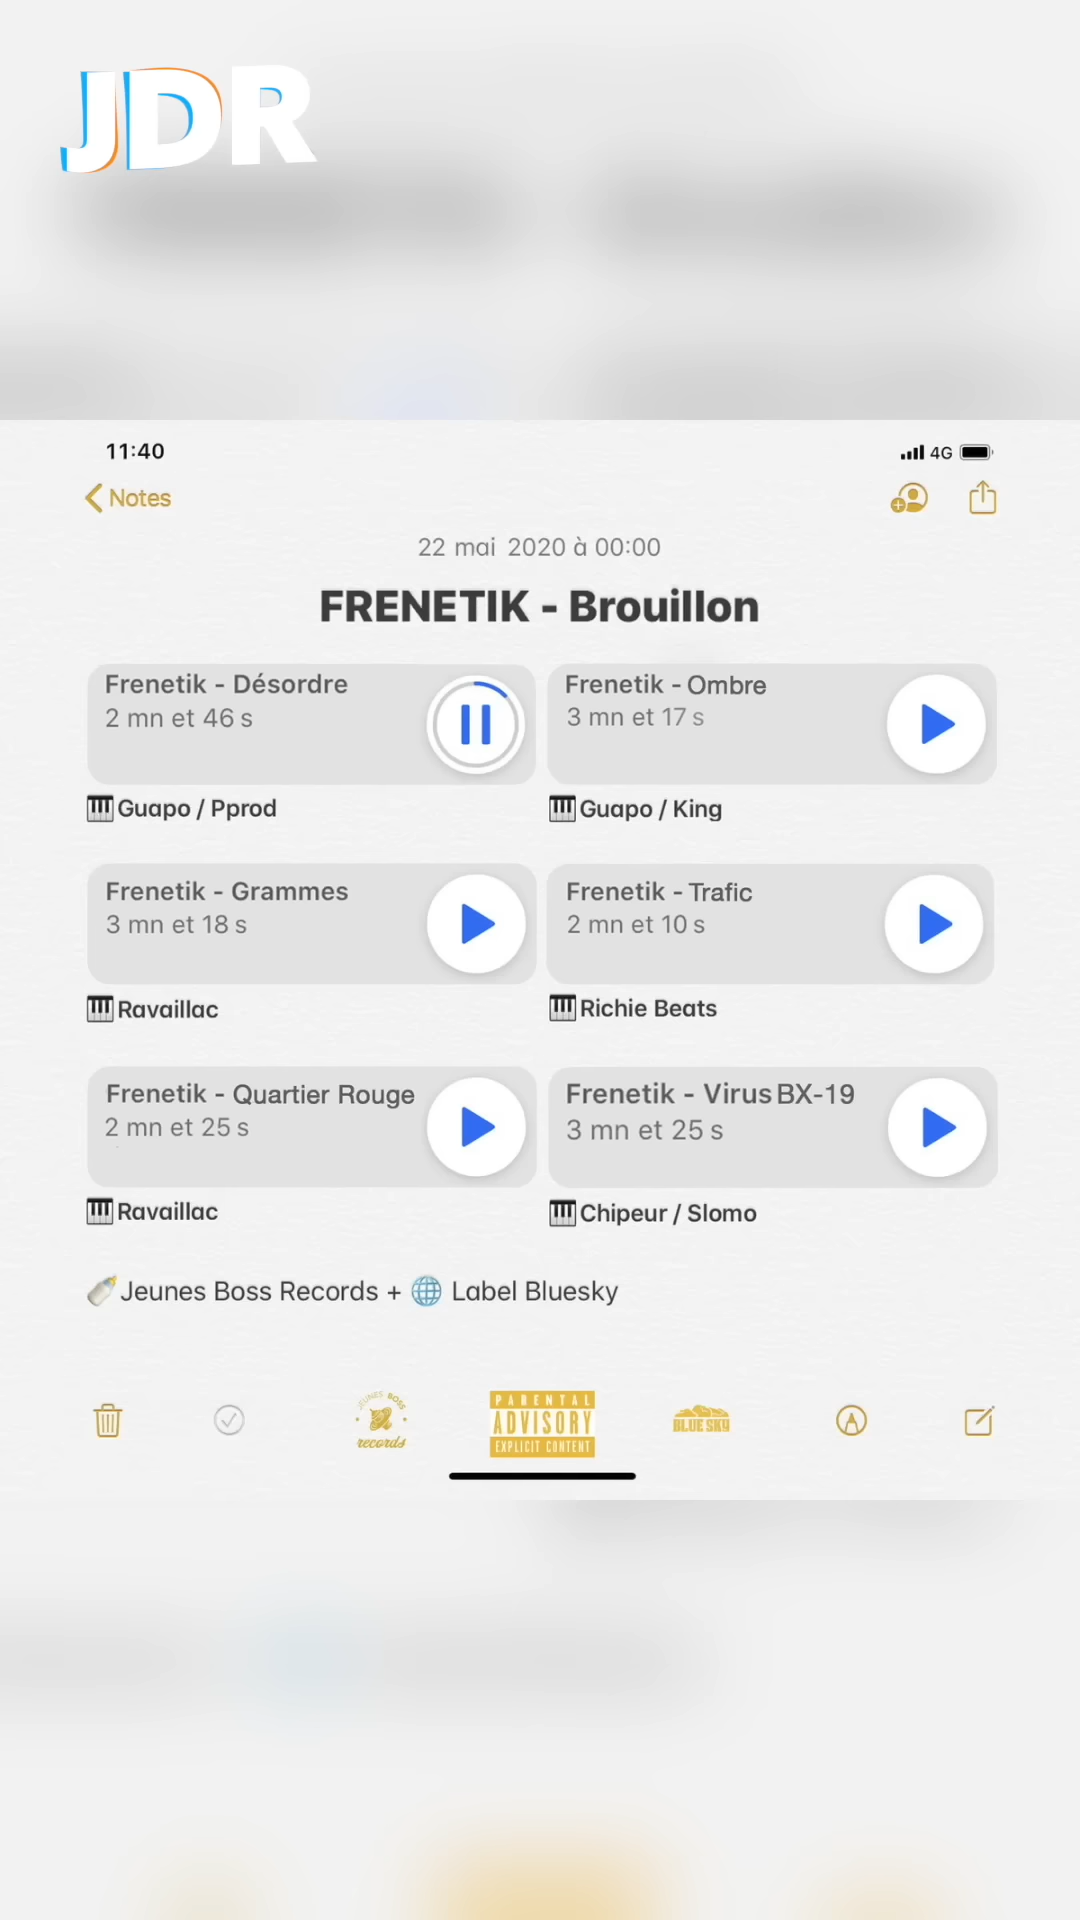 JDR
11:40
4G
Notes
22 mai 2020 à 00:00
FRENETIK - Brouillon
Frenetik - Désordre
2 mn et 46 s
Guapo / Pprod
Frenetik - Ombre
3 mn et 17 s
Guapo / King
Frenetik - Grammes
3 mn et 18 s
Ravaillac
Frenetik - Trafic
2 mn et 10 s
Richie Beats
Frenetik - Quartier Rouge
2 mn et 25 s
Ravaillac
Frenetik - Virus BX-19
3 mn et 25 s
Chipeur / Slomo
Jeunes Boss Records + Label Bluesky
JEUNES BOSS
records
PARENTAL
ADVISORY
EXPLICIT CONTENT
BLUE SKY